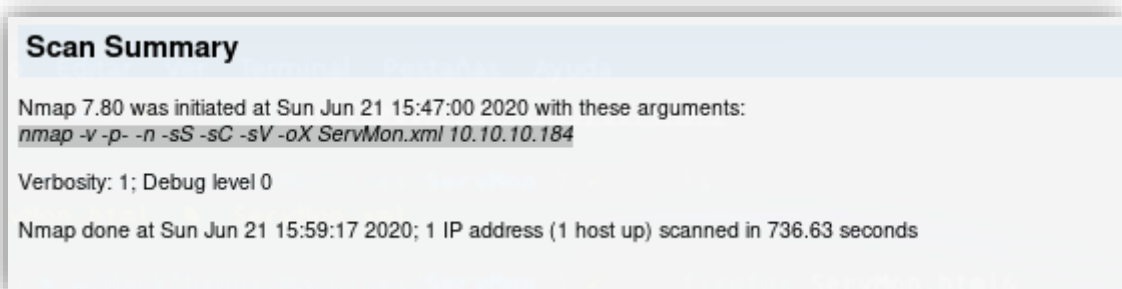 Scan Summary
Nmap 7.80 was initiated at Sun Jun 21 15:47:00 2020 with these arguments:
nmap -v -p- -n -sS -sC -sV -oX ServMon.xml 10.10.10.184
Verbosity: 1; Debug level 0
Nmap done at Sun Jun 21 15:59:17 2020; 1 IP address (1 host up) scanned in 736.63 seconds